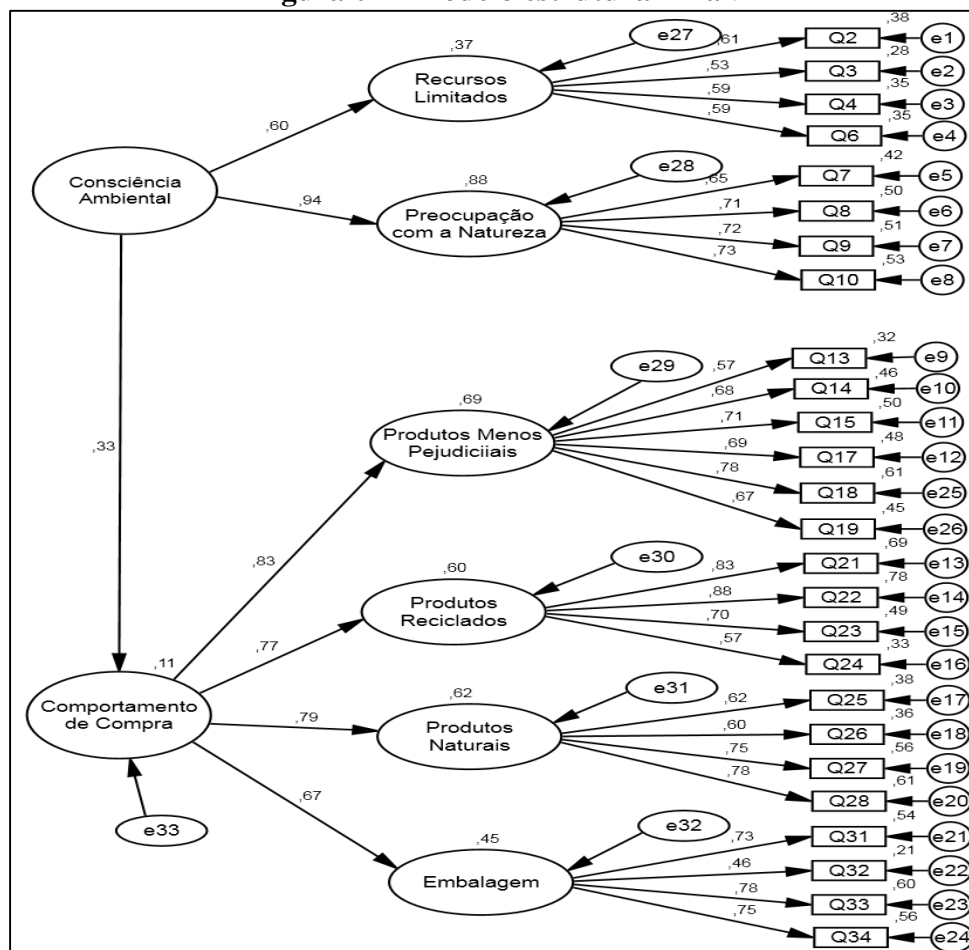 e27
,37
,61
Q2
,38
e1
Recursos
Limitados
,53
Q3
,28
e2
,59
Q4
,35
e3
,59
Q6
,35
e4
,60
Consciência
Ambiental
,94
e28
,88
,65
Q7
,42
e5
Preocupação
com a Natureza
,71
Q8
,50
e6
,72
Q9
,51
e7
,73
Q10
,53
e8
,33
e29
,69
,57
Q13
,32
e9
,68
Q14
,46
e10
Produtos Menos
Pejudiciiais
,71
Q15
,50
e11
,69
Q17
,48
e12
,78
Q18
,61
e25
,67
Q19
,45
e26
,83
e30
,60
,83
Q21
,69
e13
Produtos
Reciclados
,88
Q22
,78
e14
,70
Q23
,49
e15
,57
Q24
,33
e16
,77
,11
Comportamento
de Compra
,79
e31
,62
,62
Q25
,38
e17
Produtos
Naturais
,60
Q26
,36
e18
,75
Q27
,56
e19
,78
Q28
,61
e20
,67
e33
e32
,45
,73
Q31
,54
e21
Embalagem
,46
Q32
,21
e22
,78
Q33
,60
e23
,75
Q34
,56
e24